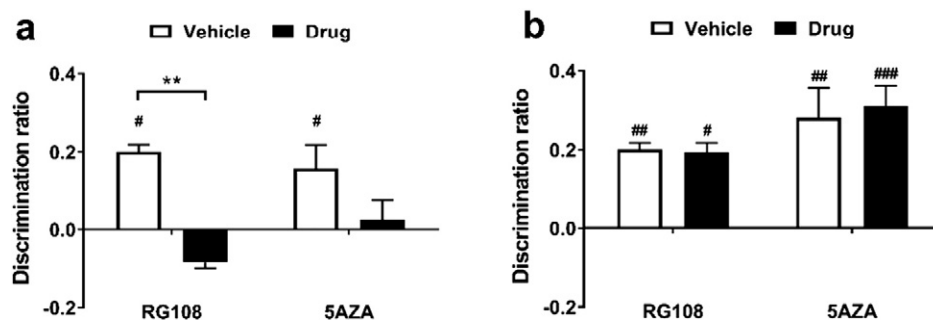 a
Vehicle Drug
Discrimination ratio
0.4
0.2
0.0
-0.2
**
#
#
RG108
5AZA
b
Vehicle Drug
Discrimination ratio
0.4
0.2
0.0
-0.2
##
#
##
###
RG108
5AZA